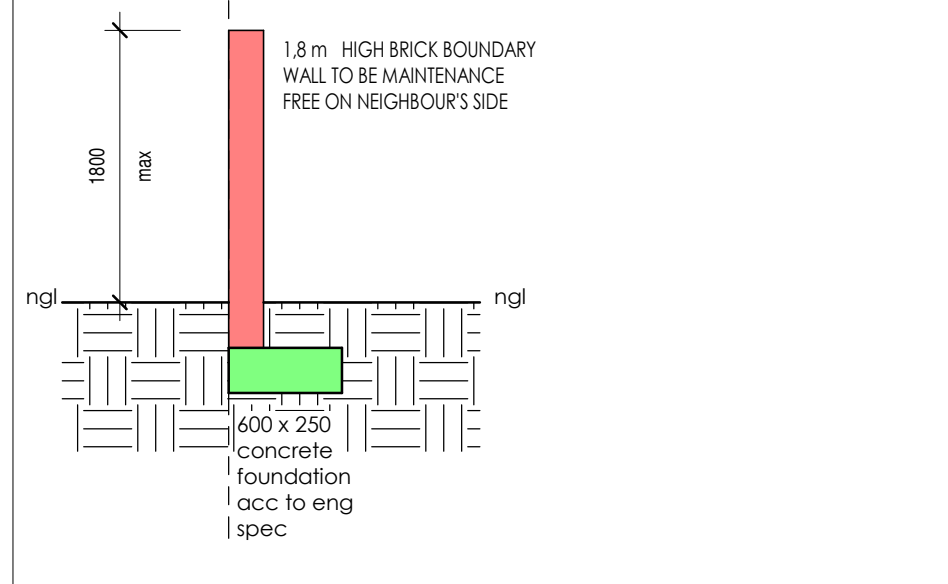 1,8 m HIGH BRICK BOUNDARY
WALL TO BE MAINTENANCE
FREE ON NEIGHBOUR'S SIDE
1800
max
ngl
ngl
600 x 250
concrete
foundation
acc to eng
spec